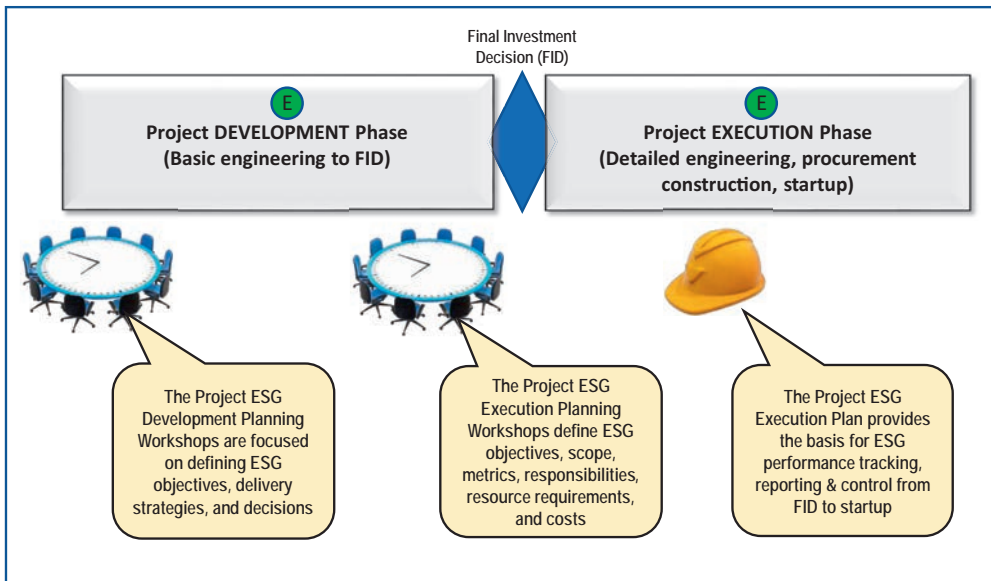 Final Investment
Decision (FID)
E
Project DEVELOPMENT Phase
(Basic engineering to FID)
E
Project EXECUTION Phase
(Detailed engineering, procurement
construction, startup)
The Project ESG
Development Planning
Workshops are focused
on defining ESG
objectives, delivery
strategies, and decisions
The Project ESG
Execution Planning
Workshops define ESG
objectives, scope,
metrics, responsibilities,
resource requirements,
and costs
The Project ESG
Execution Plan provides
the basis for ESG
performance tracking,
reporting & control from
FID to startup